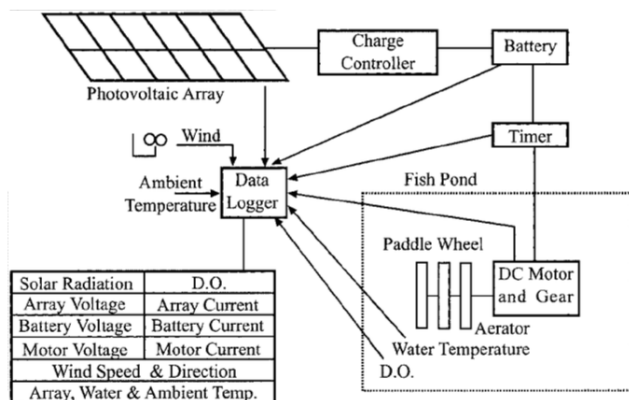 Charge
Controller
Battery
Photovoltaic Array
Wind
Timer
Ambient
Temperature
Data
Logger
Fish Pond
Paddle Wheel
DC Motor
and Gear
Aerator
Water Temperature
D.O.
Solar Radiation D.O.
Array Voltage Array Current
Battery Voltage Battery Current
Motor Voltage Motor Current
Wind Speed & Direction
Array, Water & Ambient Temp.